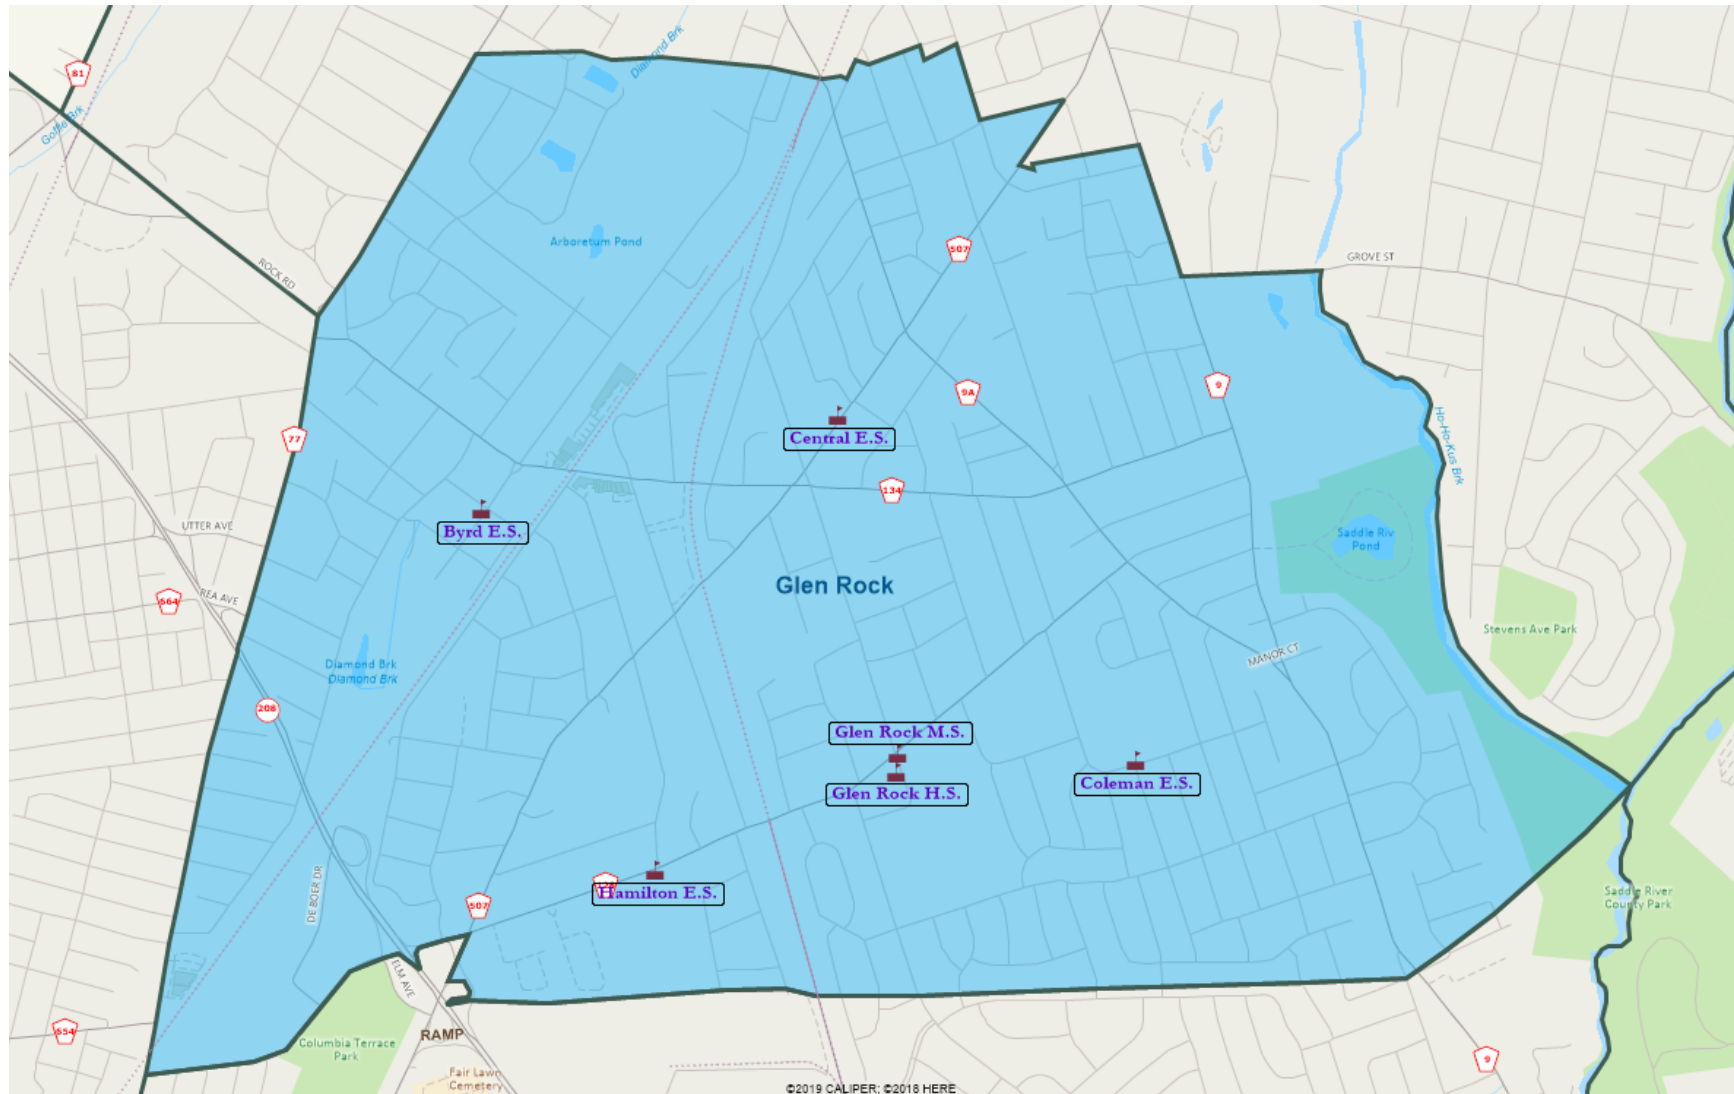 81
Goffle Brk
Diamond Brk
Arboretum Pond
507
ROCK RD
GROVE ST
9A
9
77
Central E.S.
Ho-Ho-Kus Brk
134
Byrd E.S.
UTTER AVE
Saddle Riv
Pond
Glen Rock
REA AVE
564
Stevens Ave Park
MANOR CT
Diamond Brk
Diamond Brk
208
Glen Rock M.S.
Glen Rock H.S.
Coleman E.S.
Hamilton E.S.
DE BOER DR
507
Saddle River
County Park
ELM AVE
RAMP
654
Columbia Terrace
Park
9
Fair Lawn
Cemetery
©2019 CALIPER; ©2018 HERE